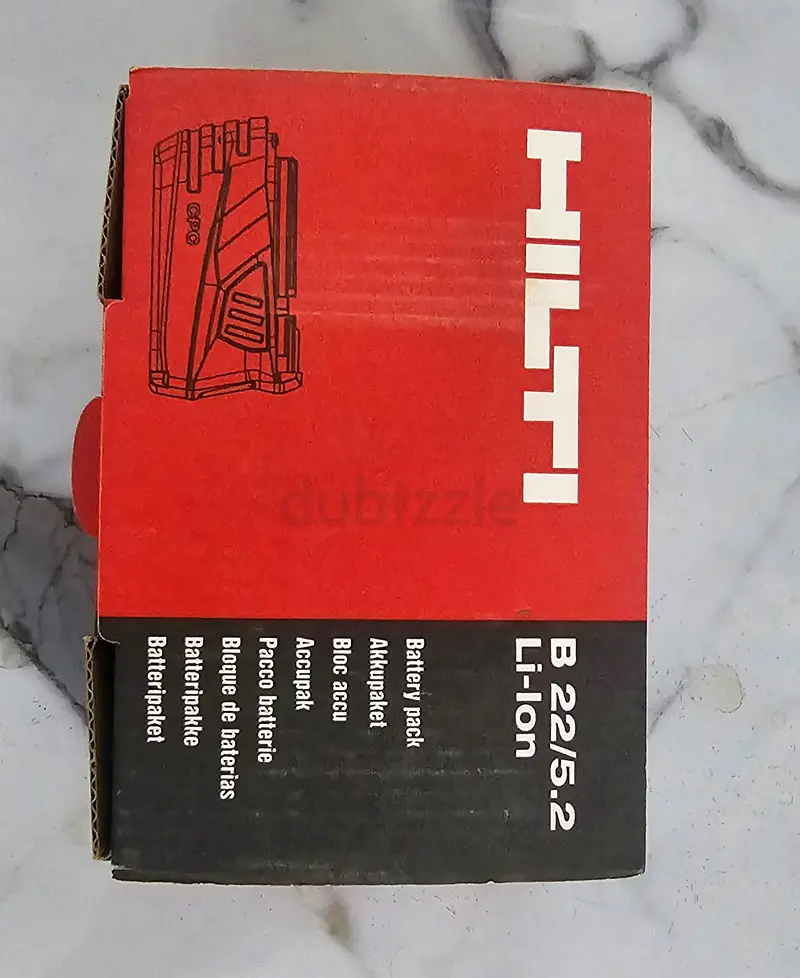 HILTI
CPC
B 22/5.2
Li-Ion
Battery pack
Akkupaket
Bloc accu
Accupak
Pacco batterie
Bloque de baterias
Batteripakke
Batteripaket
dubizzle